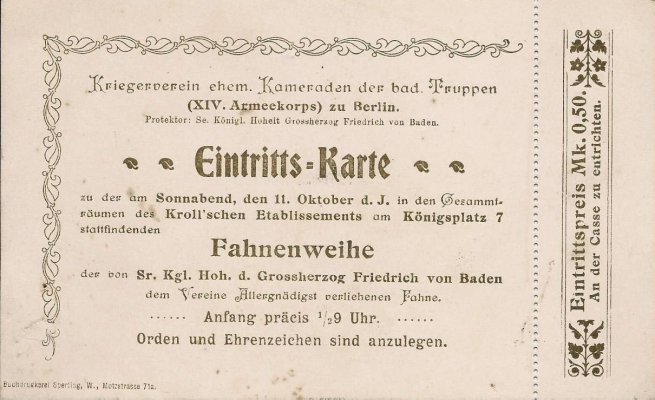 Kriegerverein ehem. Kameraden der bad. Truppen
(XIV. Armeekorps) zu Berlin.
Protektor: Se. Königl. Hoheit Grossherzog Friedrich von Baden.
Eintritts=Karte
zu der am Sonnabend, den 11. Oktober d. J. in den Gesammt-
räumen des Kroll'schen Etablissements am Königsplatz 7
stattfindenden
Fahnenweihe
der von Sr. Kgl. Hoh. d. Grossherzog Friedrich von Baden
dem Vereine Allergnädigst verliehenen Fahne.
...... Anfang präcis 1/29 Uhr. ......
Orden und Ehrenzeichen sind anzulegen.
Buchdruckerei Sperling, W., Motzstrasse 71a.
Eintrittspreis Mk. 0,50.
An der Casse zu entrichten.